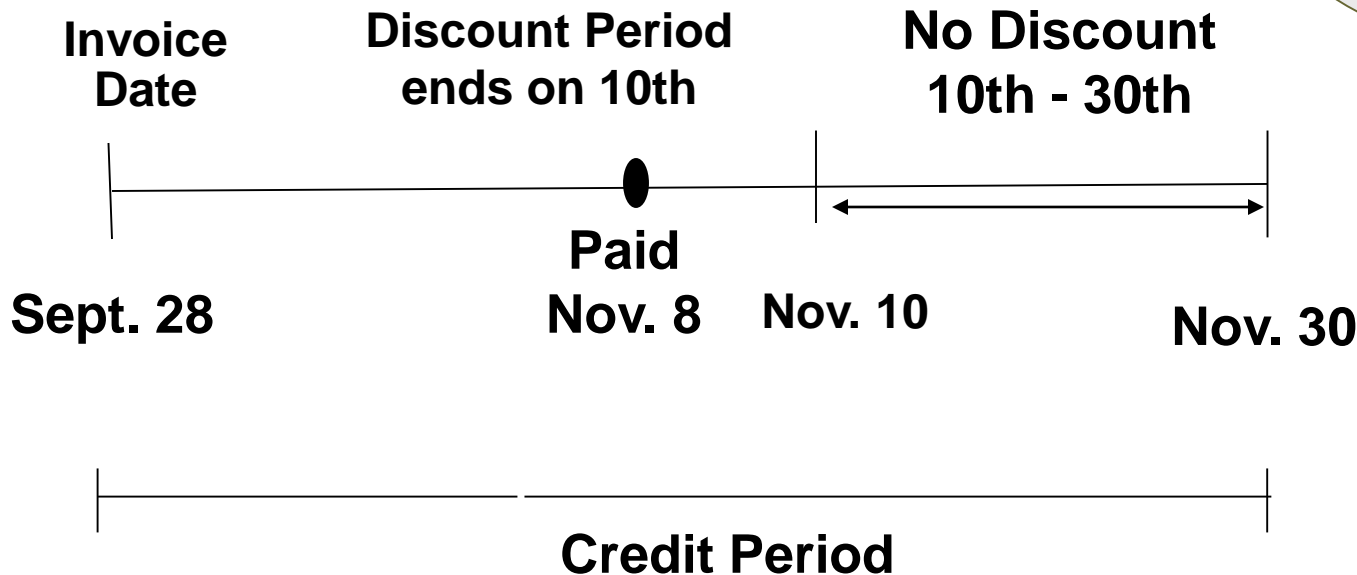 Invoice
Date
Discount Period
ends on 10th
No Discount
10th - 30th
Paid
Sept. 28
Nov. 8
Nov. 10
Nov. 30
Credit Period